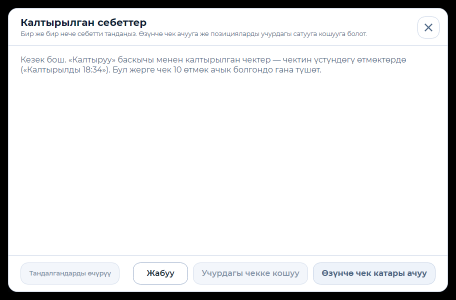 Калтырылган себеттер
Бир же бир нече себетти тандаңыз. Өзүнчө чек ачууга же позицияларды учурдагы сатууга кошууга болот.
Кезек бош. «Калтыруу» баскычы менен калтырылган чектер — чектин үстүндөгү өтмөктөрдө
(«Калтырылды 18:34»). Бул жерге чек 10 өтмөк ачык болгондо гана түшөт.
Тандалгандарды өчүрүү
Жабуу
Учурдагы чекке кошуу
Өзүнчө чек катары ачуу